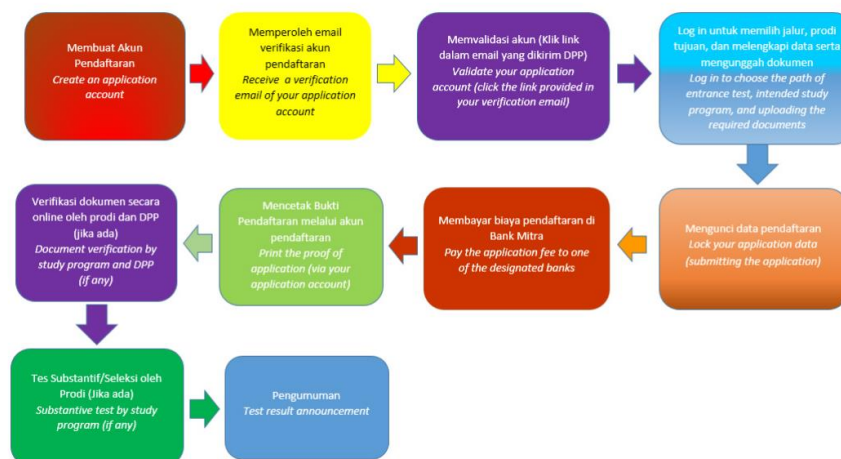 Membuat Akun
Pendaftaran
Create an application
account
Memperoleh email
verifikasi akun
pendaftaran
Receive a verification
email of your application
account
Memvalidasi akun (Klik link
dalam email yang dikirim DPP)
Validate your application
account (click the link provided in
your verification email)
Log in untuk memilih jalur, prodi
tujuan, dan melengkapi data serta
mengunggah dokumen
Log in to choose the path of
entrance test, intended study
program, and uploading the
required documents
Mengunci data pendaftaran
Lock your application data
(submitting the application)
Membayar biaya pendaftaran di
Bank Mitra
Pay the application fee to one
of the designated banks
Mencetak Bukti
Pendaftaran melalui akun
pendaftaran
Print the proof of
application (via your
application account)
Verifikasi dokumen secara
online oleh prodi dan DPP
(jika ada)
Document verification by
study program and DPP
(if any)
Tes Substantif/Seleksi oleh
Prodi (Jika ada)
Substantive test by study
program (if any)
Pengumuman
Test result announcement